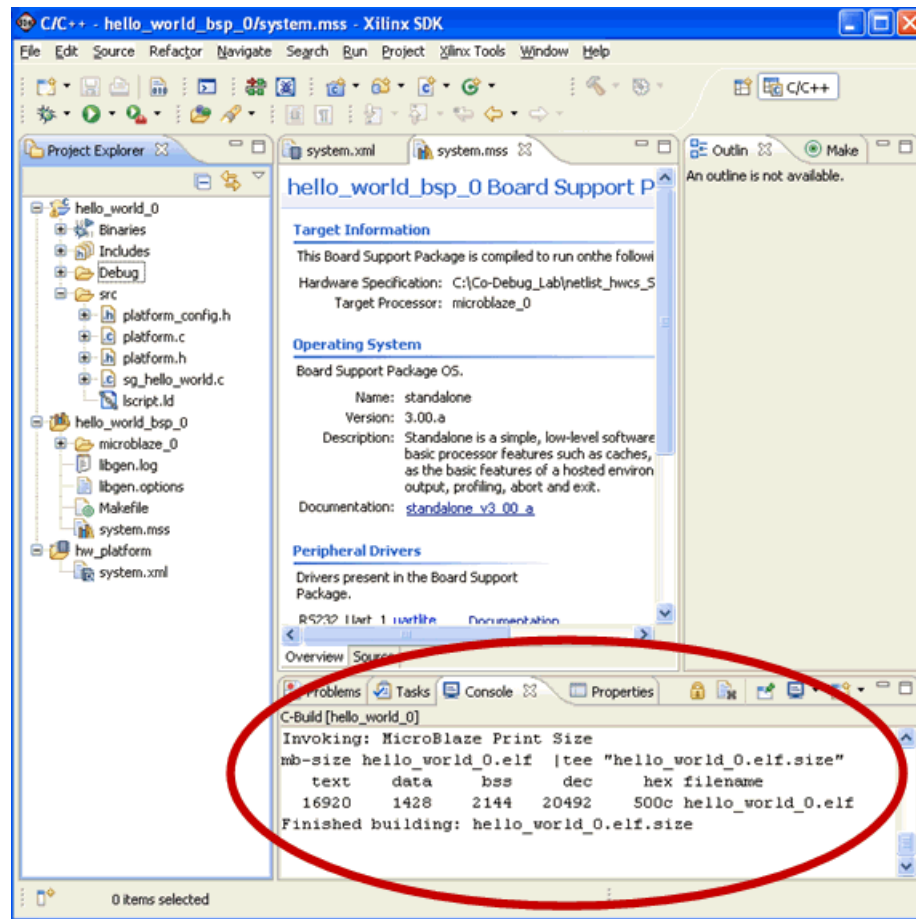 C/C++ - hello_world_bsp_0/system.mss - Xilinx SDK
File Edit Source Refactor Navigate Search Run Project Xilinx Tools Window Help
C/C++
Project Explorer
hello_world_0
Binaries
Includes
Debug
src
platform_config.h
platform.c
platform.h
sg_hello_world.c
lscript.ld
hello_world_bsp_0
microblaze_0
libgen.log
libgen.options
Makefile
system.mss
hw_platform
system.xml
system.xml system.mss
hello_world_bsp_0 Board Support P
Target Information
This Board Support Package is compiled to run onthe followi
Hardware Specification: C:\Co-Debug_Lab\netlist_hwcs_S
Target Processor: microblaze_0
Operating System
Board Support Package OS.
Name: standalone
Version: 3.00.a
Description: Standalone is a simple, low-level software
basic processor features such as caches,
as the basic features of a hosted environ
output, profiling, abort and exit.
Documentation: standalone_v3_00_a
Peripheral Drivers
Drivers present in the Board Support
Package.
RS232_Uart_1 uartlite Documentation
Overview Source
Outlin Make
An outline is not available.
Problems Tasks Console Properties
C-Build [hello_world_0]
Invoking: MicroBlaze Print Size
mb-size hello_world_0.elf |tee "hello_world_0.elf.size"
text data bss dec hex filename
16920 1428 2144 20492 500c hello_world_0.elf
Finished building: hello_world_0.elf.size
0 items selected